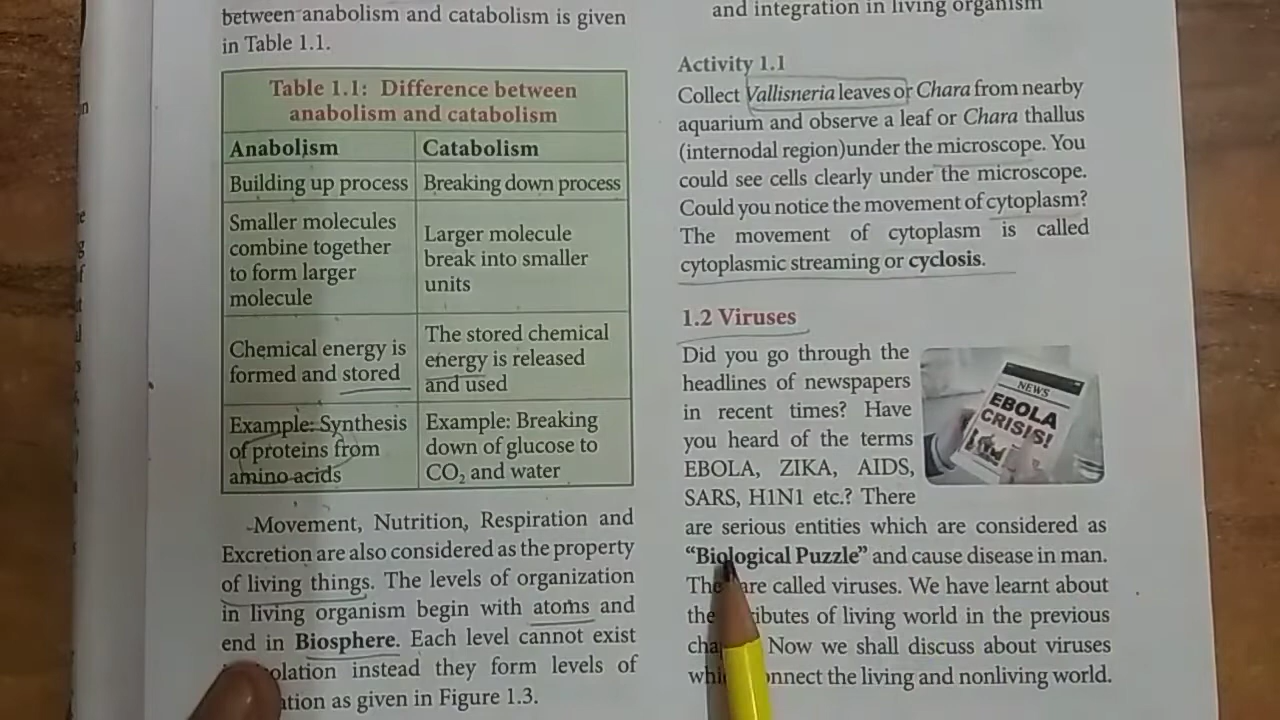 between anabolism and catabolism is given
in Table 1.1.
Table 1.1: Difference between
anabolism and catabolism
Anabolism
Catabolism
Building up process
Breaking down process
Smaller molecules
combine together
to form larger
molecule
Larger molecule
break into smaller
units
Chemical energy is
formed and stored
The stored chemical
energy is released
and used
Example: Synthesis
of proteins from
amino acids
Example: Breaking
down of glucose to
CO₂ and water
Movement, Nutrition, Respiration and
Excretion are also considered as the property
of living things. The levels of organization
in living organism begin with atoms and
end in Biosphere. Each level cannot exist
instead they form levels of
as given in Figure 1.3.
and integration in living organism
Activity 1.1
Collect Vallisneria leaves or Chara from nearby
aquarium and observe a leaf or Chara thallus
(internodal region)under the microscope. You
could see cells clearly under the microscope.
Could you notice the movement of cytoplasm?
The movement of cytoplasm is called
cytoplasmic streaming or cyclosis.
1.2 Viruses
Did you go through the
headlines of newspapers
in recent times? Have
you heard of the terms
EBOLA, ZIKA, AIDS,
SARS, H1N1 etc.? There
are serious entities which are considered as
“Biological Puzzle” and cause disease in man.
are called viruses. We have learnt about
the of living world in the previous
Now we shall discuss about viruses
the living and nonliving world.
NEWS
EBOLA
CRISIS!